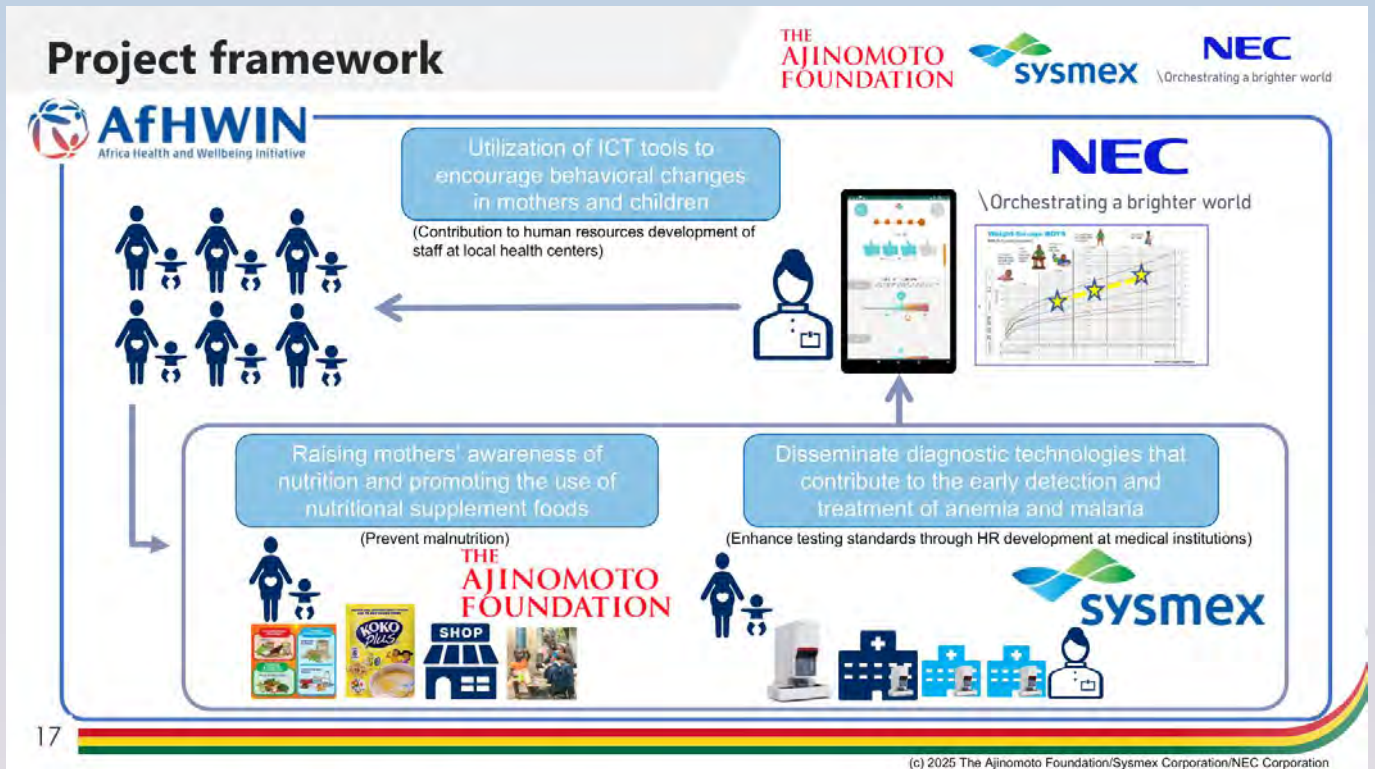 Project framework
THE
AJINOMOTO
FOUNDATION
sysmex
NEC
\Orchestrating a brighter world
AfHWIN
Africa Health and Wellbeing Initiative
Utilization of ICT tools to
encourage behavioral changes
in mothers and children
(Contribution to human resources development of
staff at local health centers)
NEC
\Orchestrating a brighter world
Raising mothers' awareness of
nutrition and promoting the use of
nutritional supplement foods
(Prevent malnutrition)
THE
AJINOMOTO
FOUNDATION
KOKO
Plus
SHOP
Disseminate diagnostic technologies that
contribute to the early detection and
treatment of anemia and malaria
(Enhance testing standards through HR development at medical institutions)
sysmex
17
(c) 2025 The Ajinomoto Foundation/Sysmex Corporation/NEC Corporation